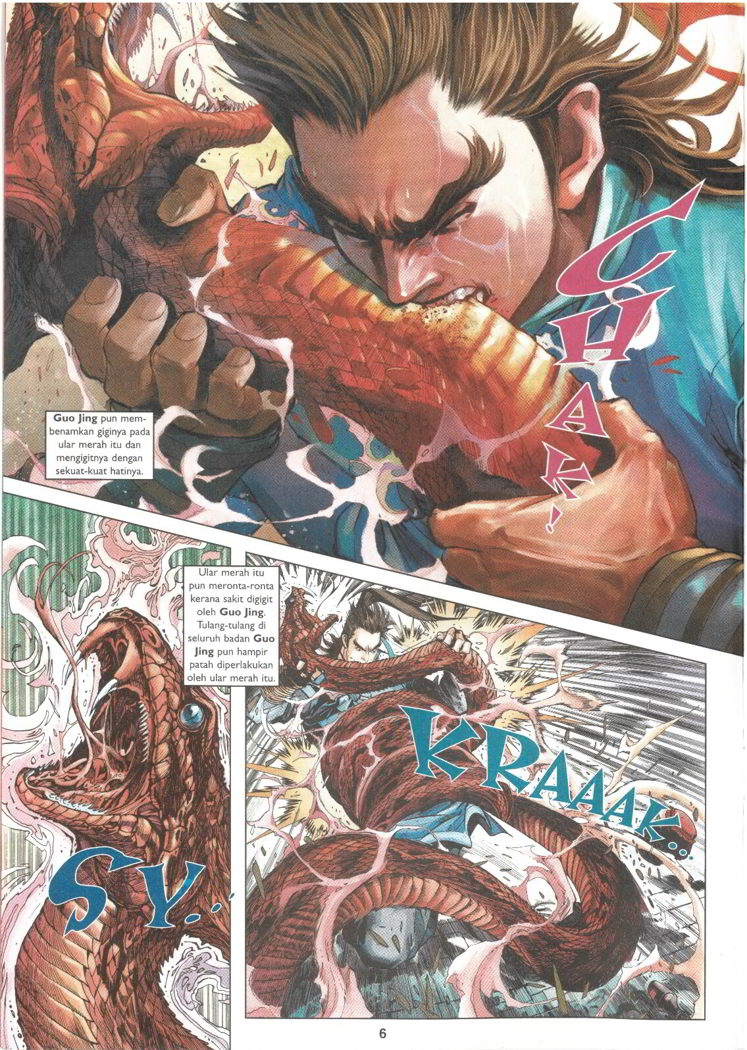 CHAK!
Guo Jing pun mem-
benamkan giginya pada
ular merah itu dan
mengigitnya dengan
sekuat-kuat hatinya.
Ular merah itu
pun meronta-ronta
kerana sakit digigit
oleh Guo Jing.
Tulang-tulang di
seluruh badan Guo
Jing pun hampir
patah diperlakukan
oleh ular merah itu.
SY..!
KRAAAK...
6